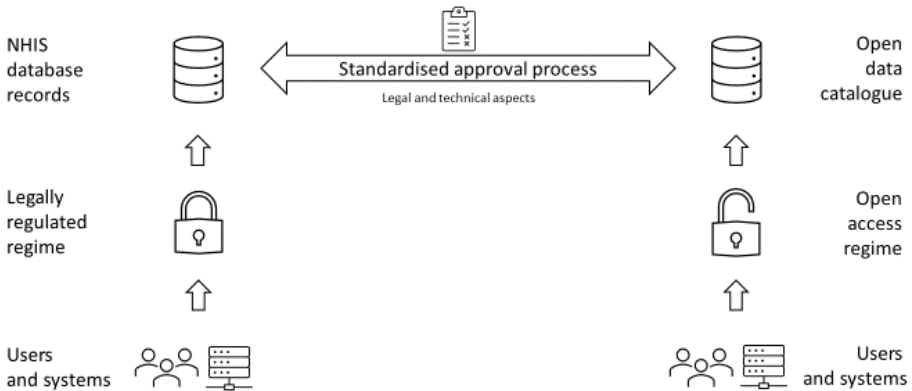 NHIS
database
records
Standardised approval process
Legal and technical aspects
Open
data
catalogue
Legally
regulated
regime
Open
access
regime
Users
and systems
Users
and systems